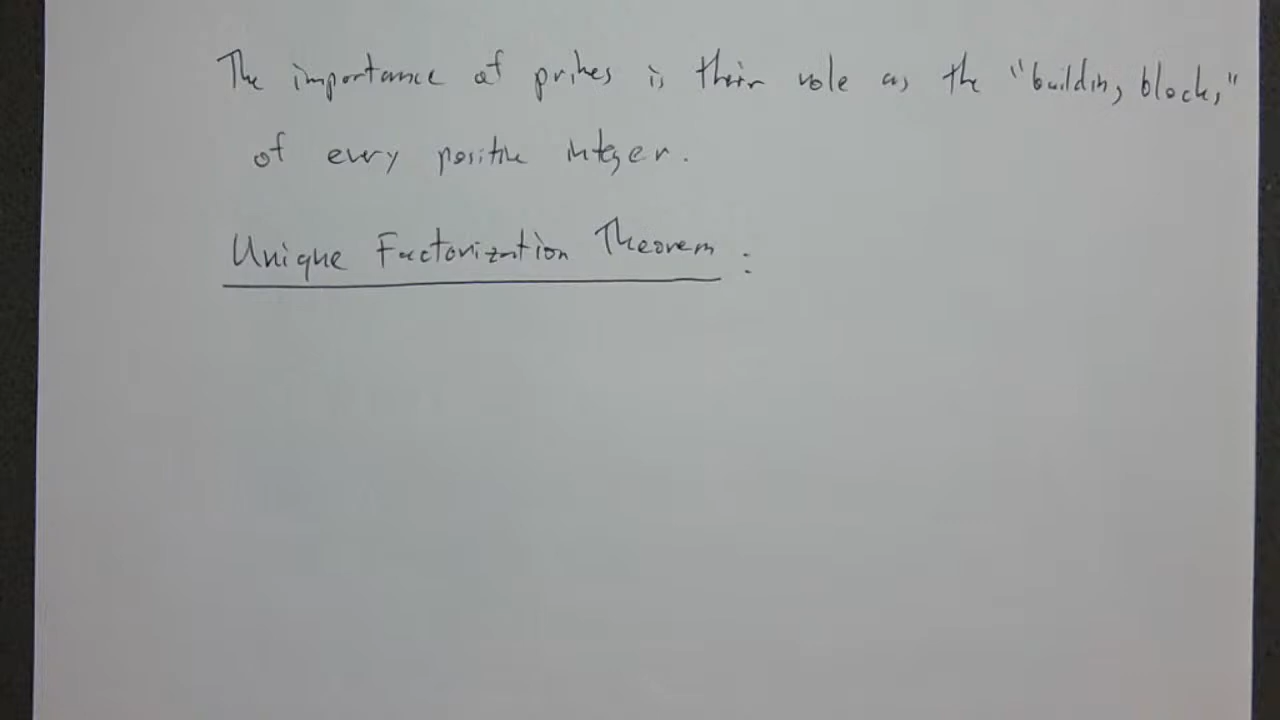 The importance of primes is their role as the "building blocks"
of every positive integer.
Unique Factorization Theorem :